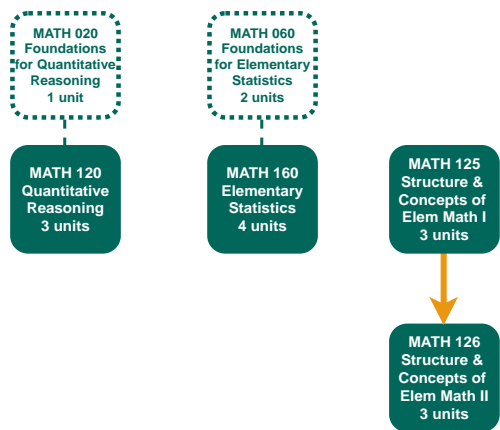 MATH 020
Foundations
for Quantitative
Reasoning
1 unit
MATH 060
Foundations
for Elementary
Statistics
2 units
MATH 120
Quantitative
Reasoning
3 units
MATH 160
Elementary
Statistics
4 units
MATH 125
Structure &
Concepts of
Elem Math I
3 units
MATH 126
Structure &
Concepts of
Elem Math II
3 units